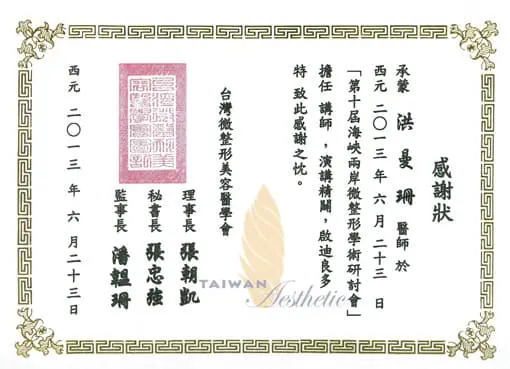 感謝狀
承蒙 洪曼珊 醫師於
西元 二〇一三 年 六 月 二十三 日
「第十屆海峽兩岸微整形學術研討會」
擔任 講師 ，演講精闢，啟迪良多
特 致此感謝之忱。
台灣微整形美容醫學會
理事長 張朝凱
秘書長 張忠強
監事長 潘韞珊
西元 二〇一三 年 六 月 二十三 日
TAIWAN
Aesthetic